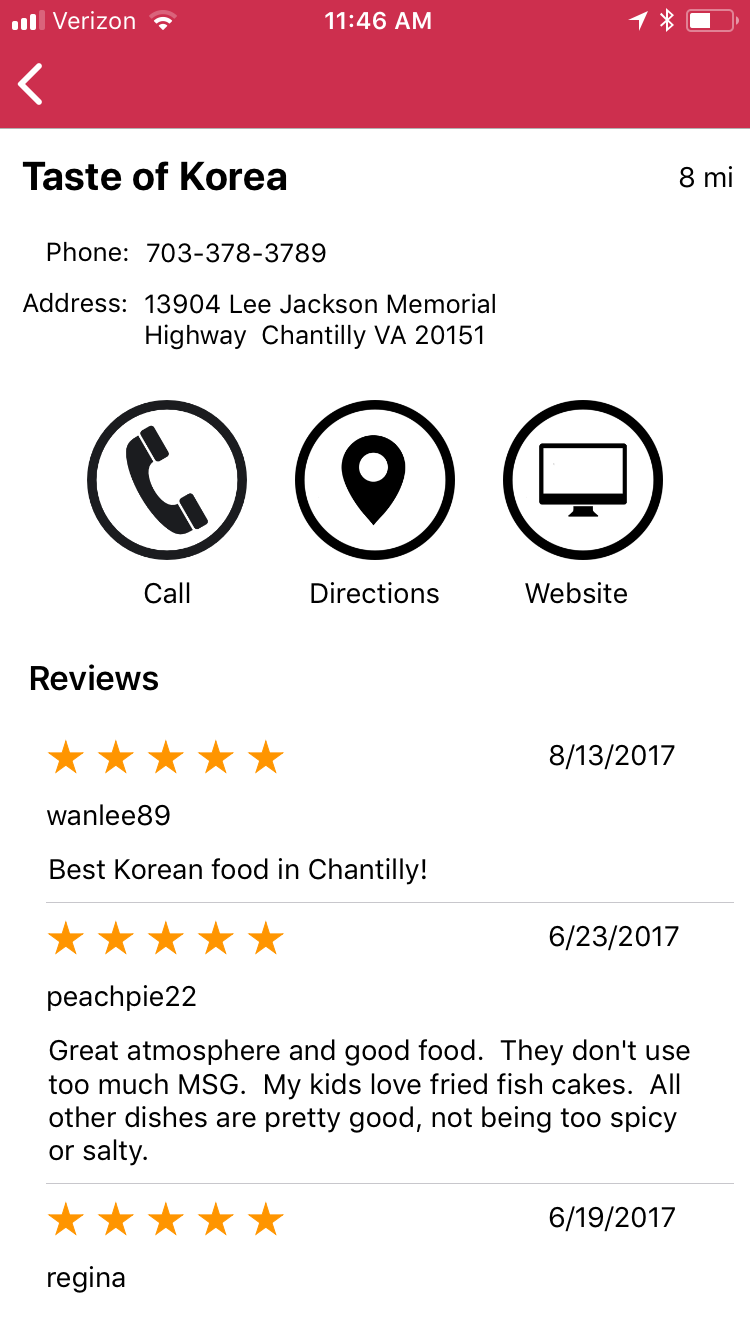 Verizon 11:46 AM
Taste of Korea 8 mi
Phone: 703-378-3789
Address: 13904 Lee Jackson Memorial
Highway  Chantilly VA 20151
Call Directions Website
Reviews
8/13/2017
wanlee89
Best Korean food in Chantilly!
6/23/2017
peachpie22
Great atmosphere and good food.  They don't use
too much MSG.  My kids love fried fish cakes.  All
other dishes are pretty good, not being too spicy
or salty.
6/19/2017
regina